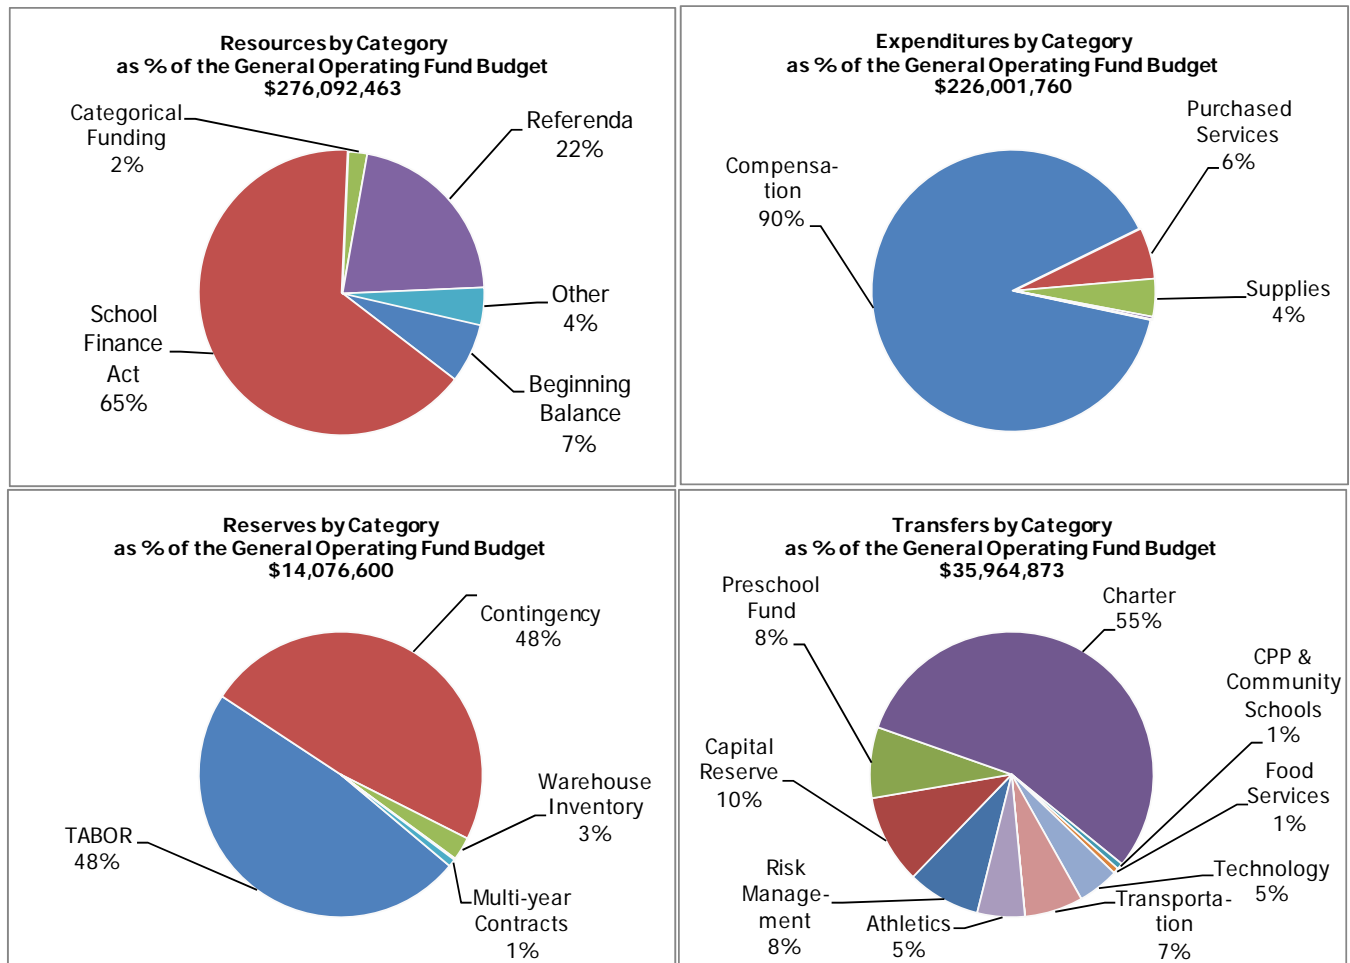 Resources by Category
as % of the General Operating Fund Budget
$276,092,463
Categorical
Funding
2%
Referenda
22%
Other
4%
Beginning
Balance
7%
School
Finance
Act
65%
Expenditures by Category
as % of the General Operating Fund Budget
$226,001,760
Purchased
Services
6%
Compensa-
tion
90%
Supplies
4%
Reserves by Category
as % of the General Operating Fund Budget
$14,076,600
Contingency
48%
Warehouse
Inventory
3%
Multi-year
Contracts
1%
TABOR
48%
Transfers by Category
as % of the General Operating Fund Budget
$35,964,873
Preschool
Fund
8%
Charter
55%
CPP &
Community
Schools
1%
Food
Services
1%
Technology
5%
Transporta-
tion
7%
Athletics
5%
Risk
Manage-
ment
8%
Capital
Reserve
10%